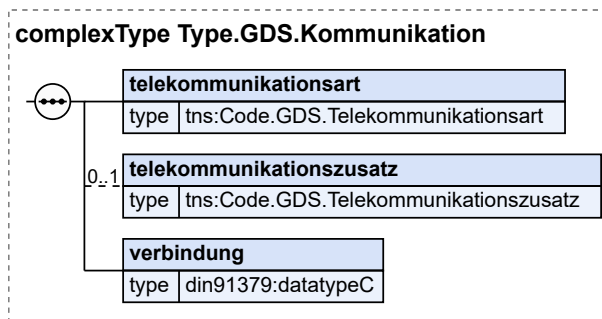 complexType Type.GDS.Kommunikation
telekommunikationsart
type tns:Code.GDS.Telekommunikationsart
0..1
telekommunikationszusatz
type tns:Code.GDS.Telekommunikationszusatz
verbindung
type din91379:datatypeC